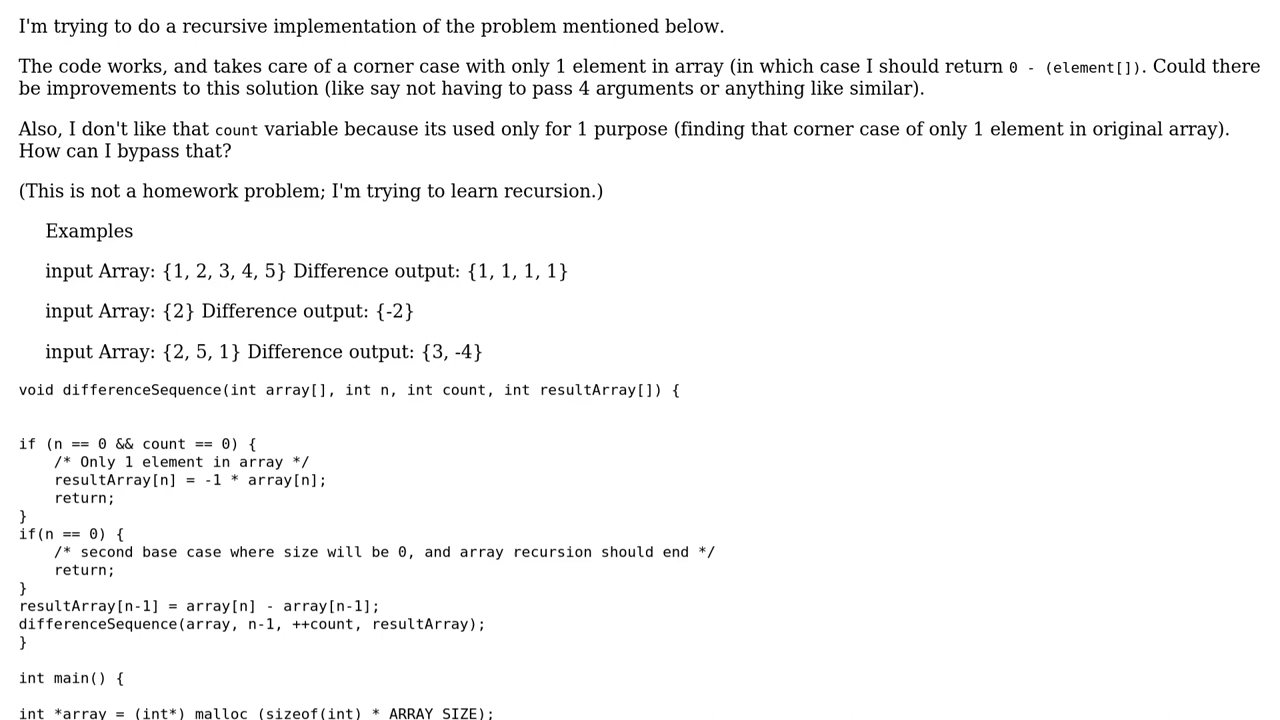 I'm trying to do a recursive implementation of the problem mentioned below.
The code works, and takes care of a corner case with only 1 element in array (in which case I should return 0 - (element[]). Could there
be improvements to this solution (like say not having to pass 4 arguments or anything like similar).
Also, I don't like that count variable because its used only for 1 purpose (finding that corner case of only 1 element in original array).
How can I bypass that?
(This is not a homework problem; I'm trying to learn recursion.)
Examples
input Array: {1, 2, 3, 4, 5} Difference output: {1, 1, 1, 1}
input Array: {2} Difference output: {-2}
input Array: {2, 5, 1} Difference output: {3, -4}
void differenceSequence(int array[], int n, int count, int resultArray[]) {
if (n == 0 && count == 0) {
    /* Only 1 element in array */
    resultArray[n] = -1 * array[n];
    return;
}
if(n == 0) {
    /* second base case where size will be 0, and array recursion should end */
    return;
}
resultArray[n-1] = array[n] - array[n-1];
differenceSequence(array, n-1, ++count, resultArray);
}
int main() {
int *array = (int*) malloc (sizeof(int) * ARRAY_SIZE);